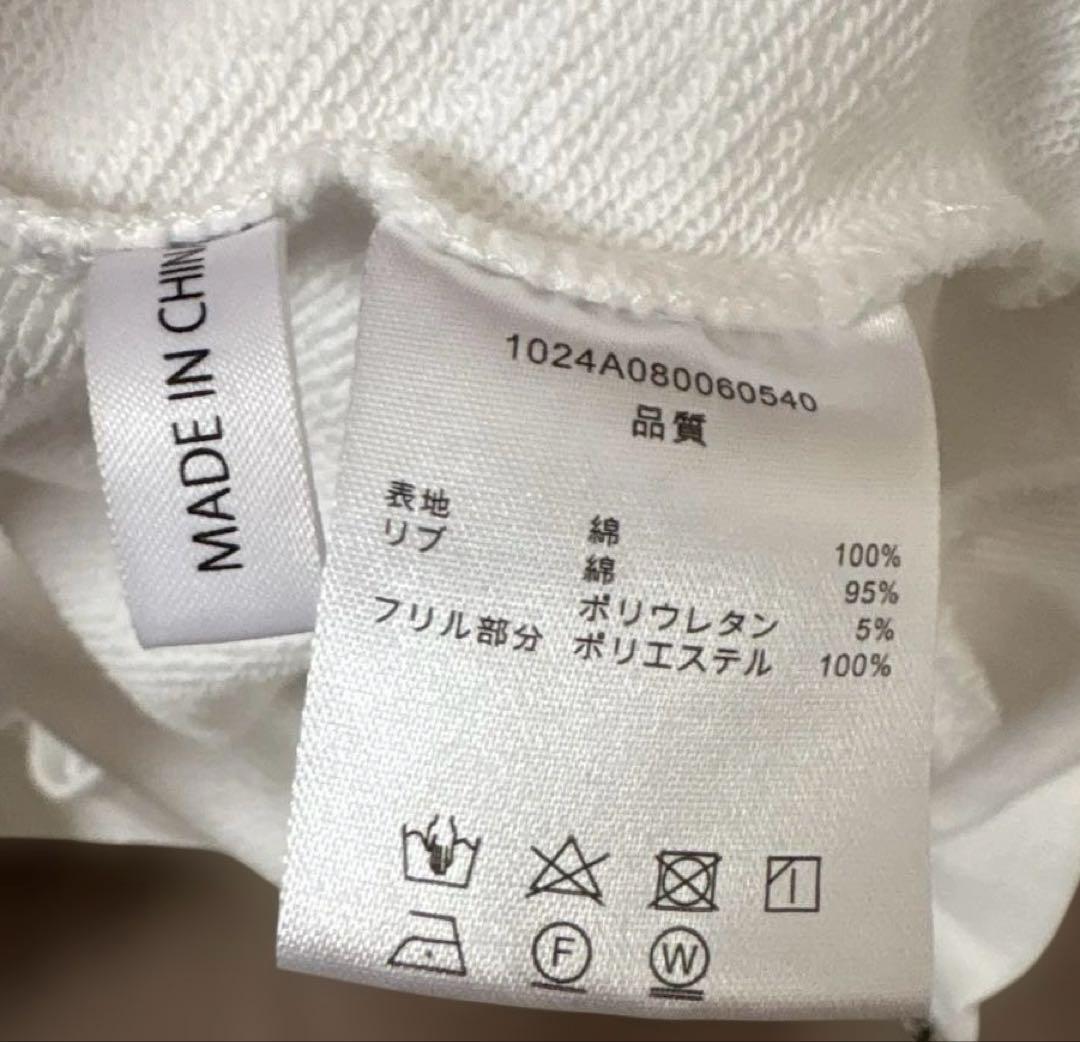 MADE IN CHIN
1024A080060540
品質
表地 綿 100%
リブ 綿 95%
ポリウレタン 5%
フリル部分 ポリエステル 100%
F W